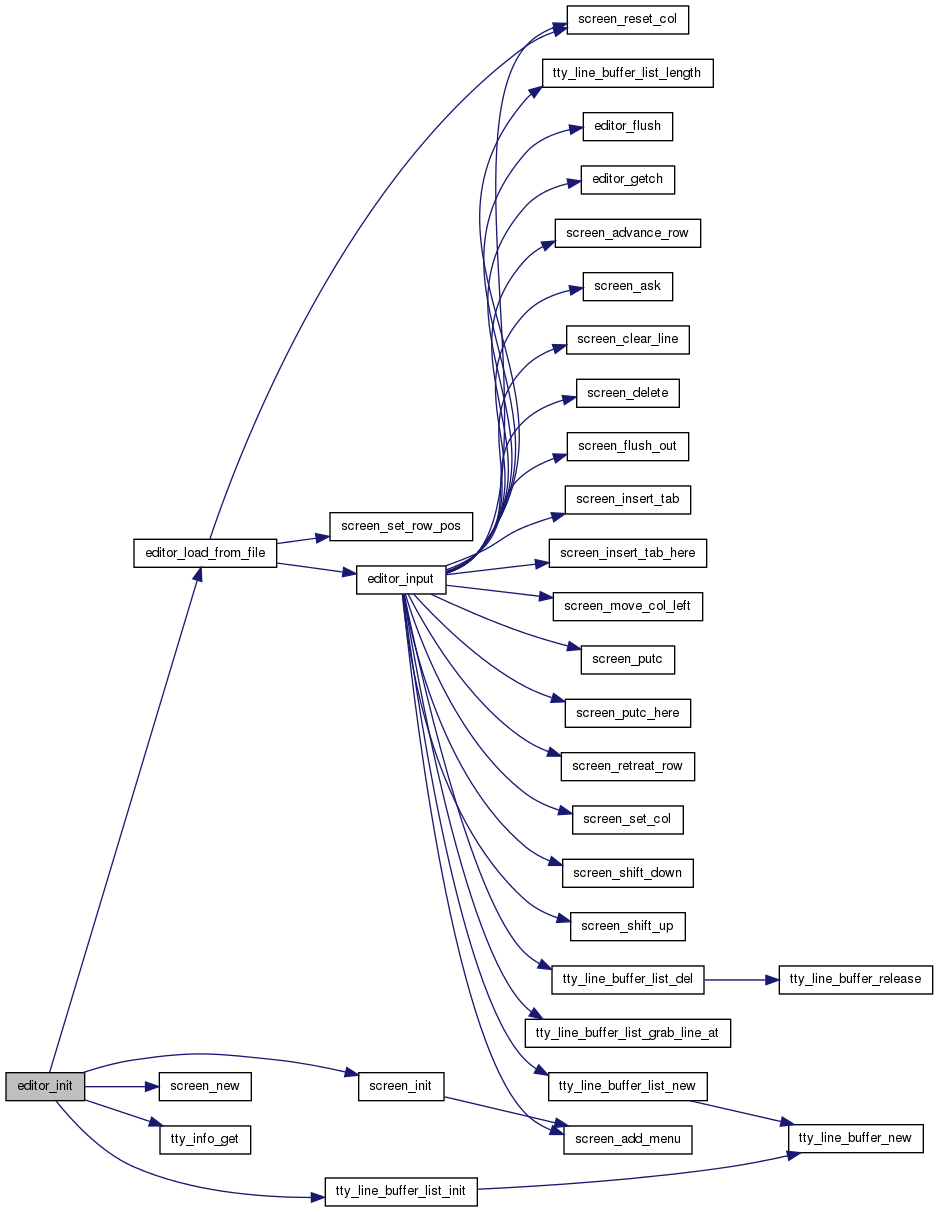 screen_reset_col
tty_line_buffer_list_length
editor_flush
editor_getch
screen_advance_row
screen_ask
screen_clear_line
screen_delete
screen_flush_out
screen_insert_tab
screen_set_row_pos
editor_load_from_file
screen_insert_tab_here
editor_input
screen_move_col_left
screen_putc
screen_putc_here
screen_retreat_row
screen_set_col
screen_shift_down
screen_shift_up
tty_line_buffer_list_del
tty_line_buffer_release
tty_line_buffer_list_grab_line_at
editor_init
screen_new
screen_init
tty_line_buffer_list_new
tty_info_get
screen_add_menu
tty_line_buffer_new
tty_line_buffer_list_init